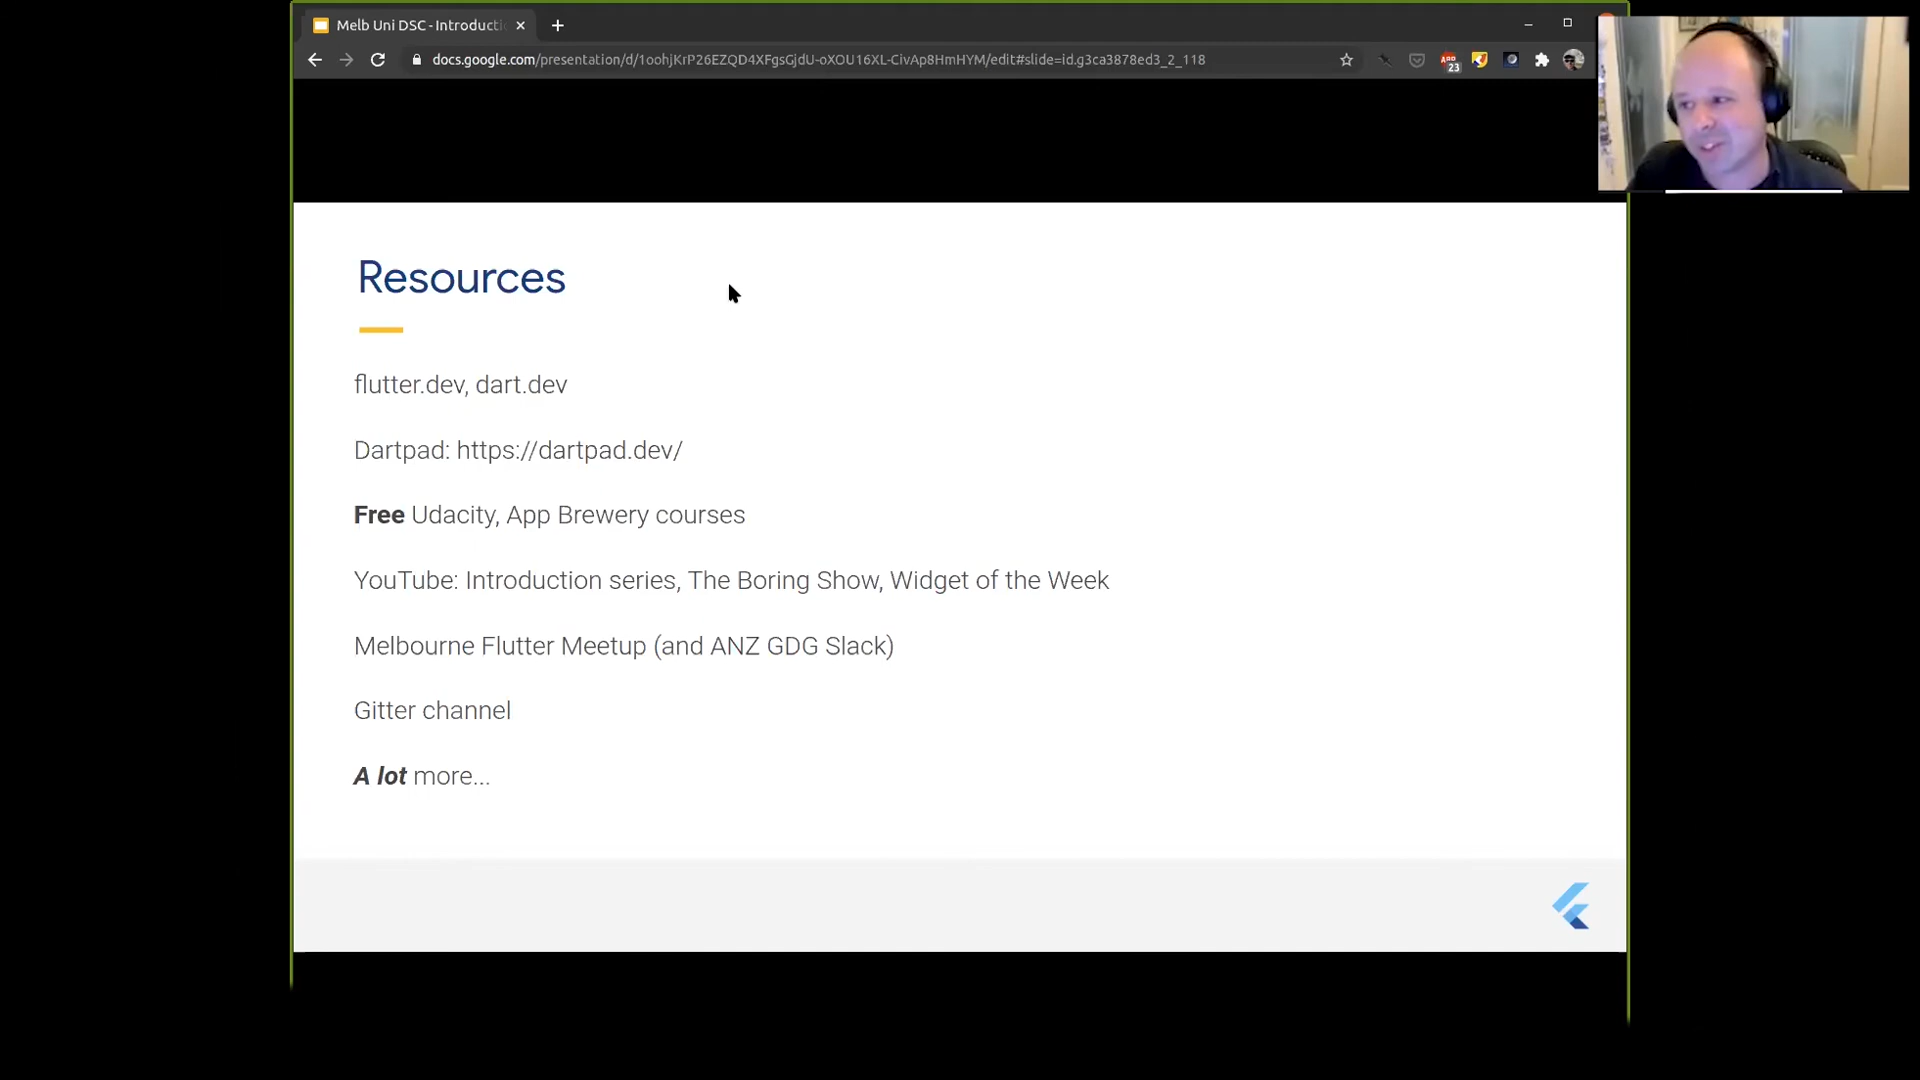 Melb Uni DSC - Introducti
docs.google.com/presentation/d/1oohjKrP26EZQD4XFgsGjdU-oXOU16XL-CivAp8HmHYM/edit#slide=id.g3ca3878ed3_2_118
23
Resources
flutter.dev, dart.dev
Dartpad: https://dartpad.dev/
Free Udacity, App Brewery courses
YouTube: Introduction series, The Boring Show, Widget of the Week
Melbourne Flutter Meetup (and ANZ GDG Slack)
Gitter channel
A lot more...